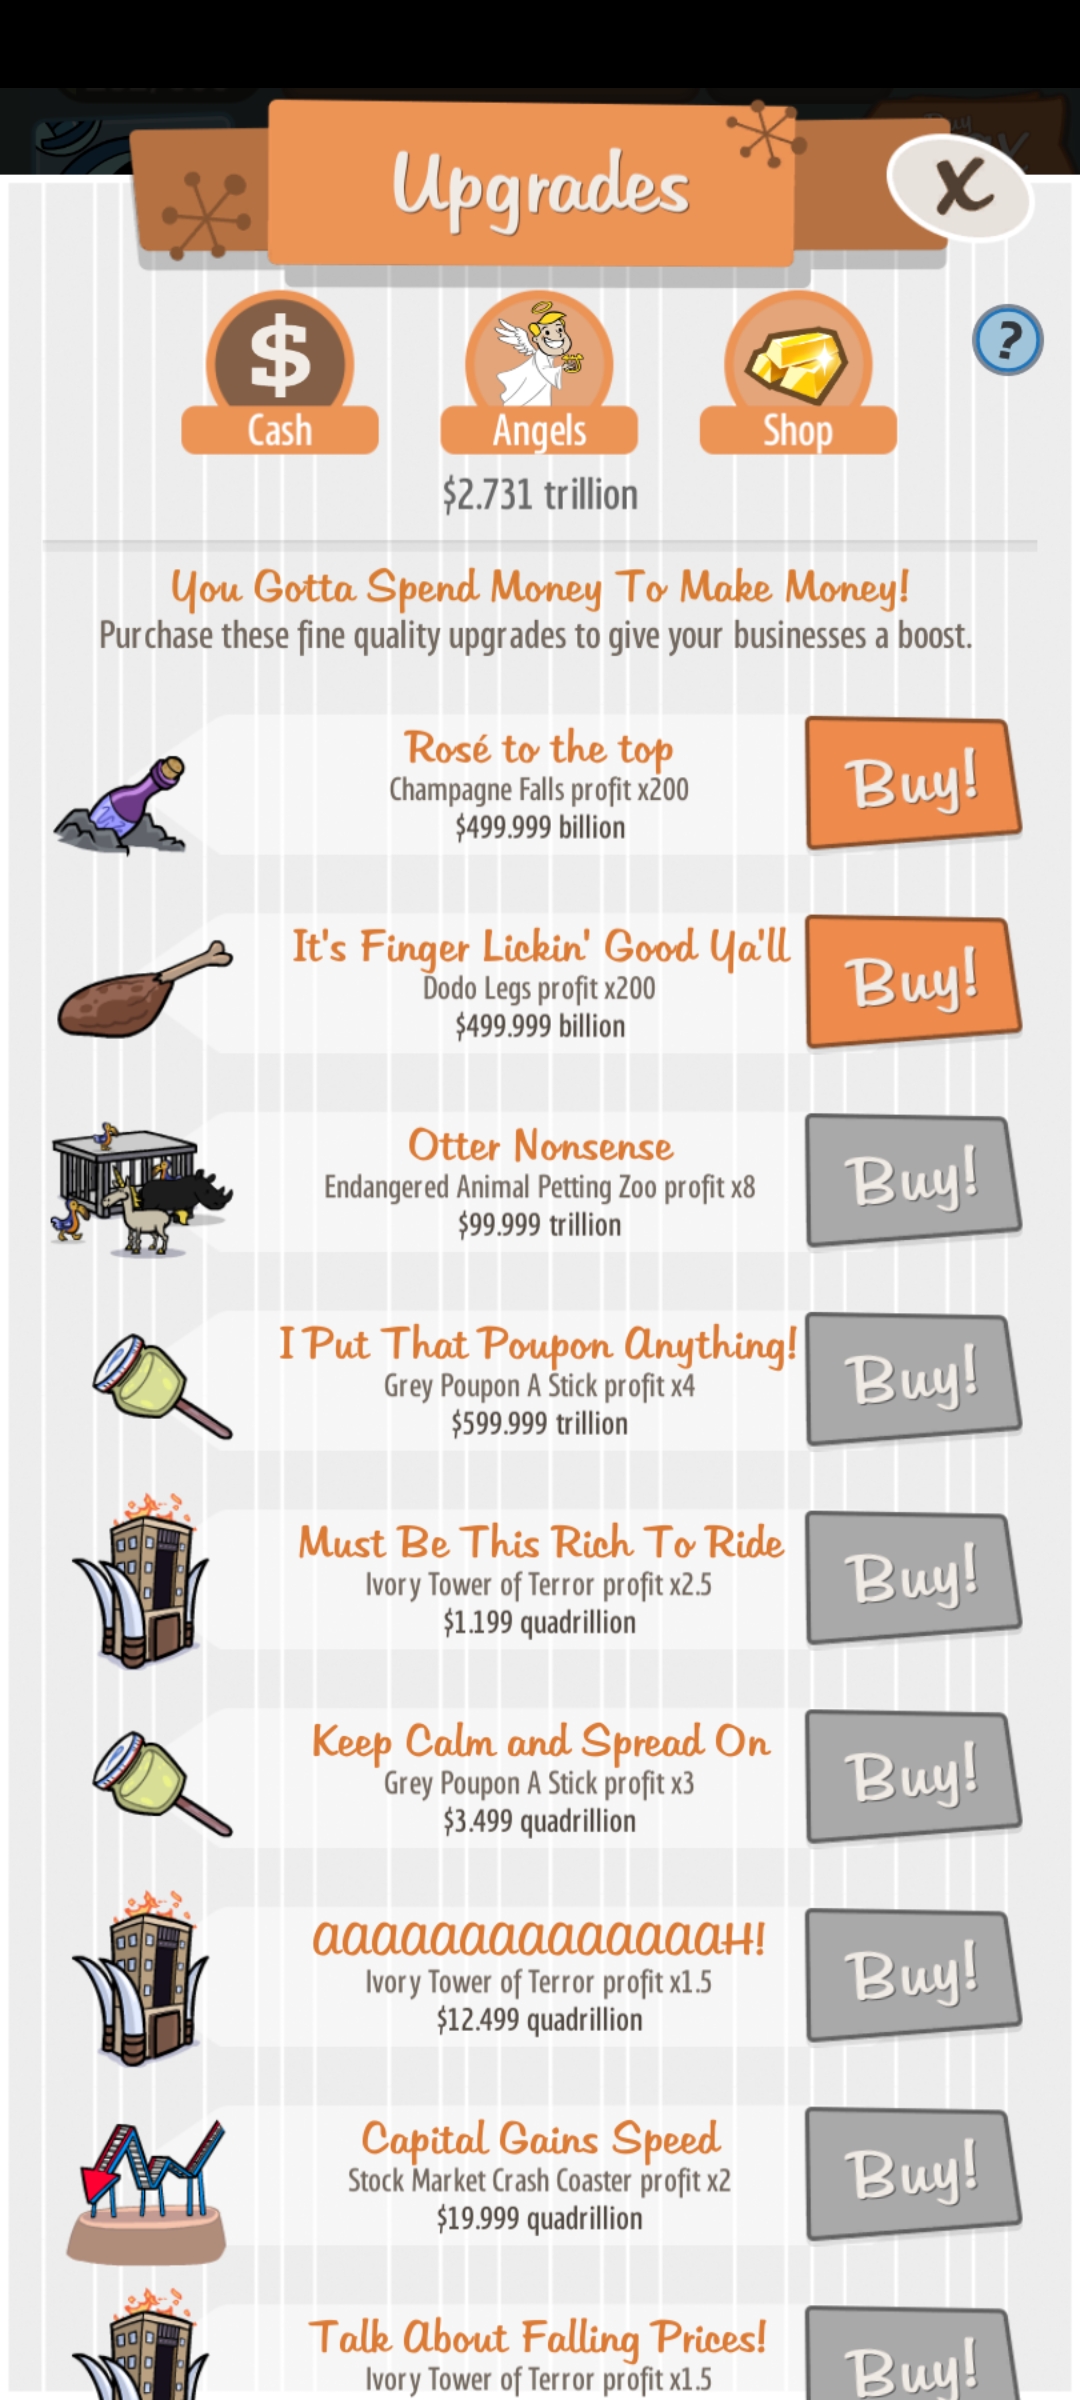 Upgrades
X
$
?
Cash
Angels
Shop
$2.731 trillion
You Gotta Spend Money To Make Money!
Purchase these fine quality upgrades to give your businesses a boost.
Rosé to the top
Champagne Falls profit x200
$499.999 billion
Buy!
It's Finger Lickin' Good Ya'll
Dodo Legs profit x200
$499.999 billion
Buy!
Otter Nonsense
Endangered Animal Petting Zoo profit x8
$99.999 trillion
Buy!
I Put That Poupon Anything!
Grey Poupon A Stick profit x4
$599.999 trillion
Buy!
Must Be This Rich To Ride
Ivory Tower of Terror profit x2.5
$1.199 quadrillion
Buy!
Keep Calm and Spread On
Grey Poupon A Stick profit x3
$3.499 quadrillion
Buy!
AAAAAAAAAAAAAAAH!
Ivory Tower of Terror profit x1.5
$12.499 quadrillion
Buy!
Capital Gains Speed
Stock Market Crash Coaster profit x2
$19.999 quadrillion
Buy!
Talk About Falling Prices!
Ivory Tower of Terror profit x1.5
Buy!